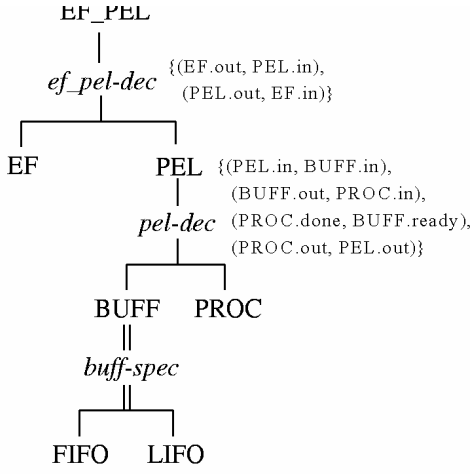 EF_PEL
ef_pel-dec {(EF.out, PEL.in),
(PEL.out, EF.in)}
EF PEL {(PEL.in, BUFF.in),
(BUFF.out, PROC.in),
pel-dec (PROC.done, BUFF.ready),
(PROC.out, PEL.out)}
BUFF PROC
buff-spec
FIFO LIFO